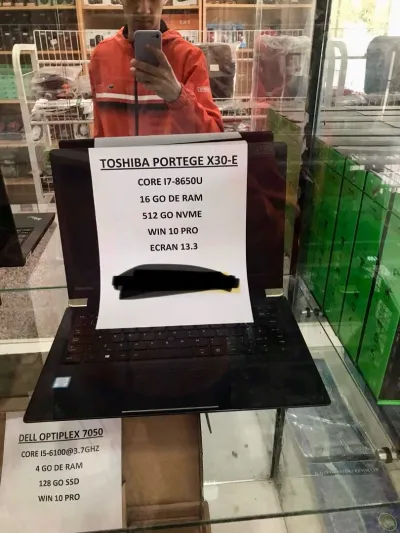 TOSHIBA PORTEGE X30-E
CORE I7-8650U
16 GO DE RAM
512 GO NVME
WIN 10 PRO
ECRAN 13.3
DELL OPTIPLEX 7050
CORE I5-6100@3.7GHZ
4 GO DE RAM
128 GO SSD
WIN 10 PRO